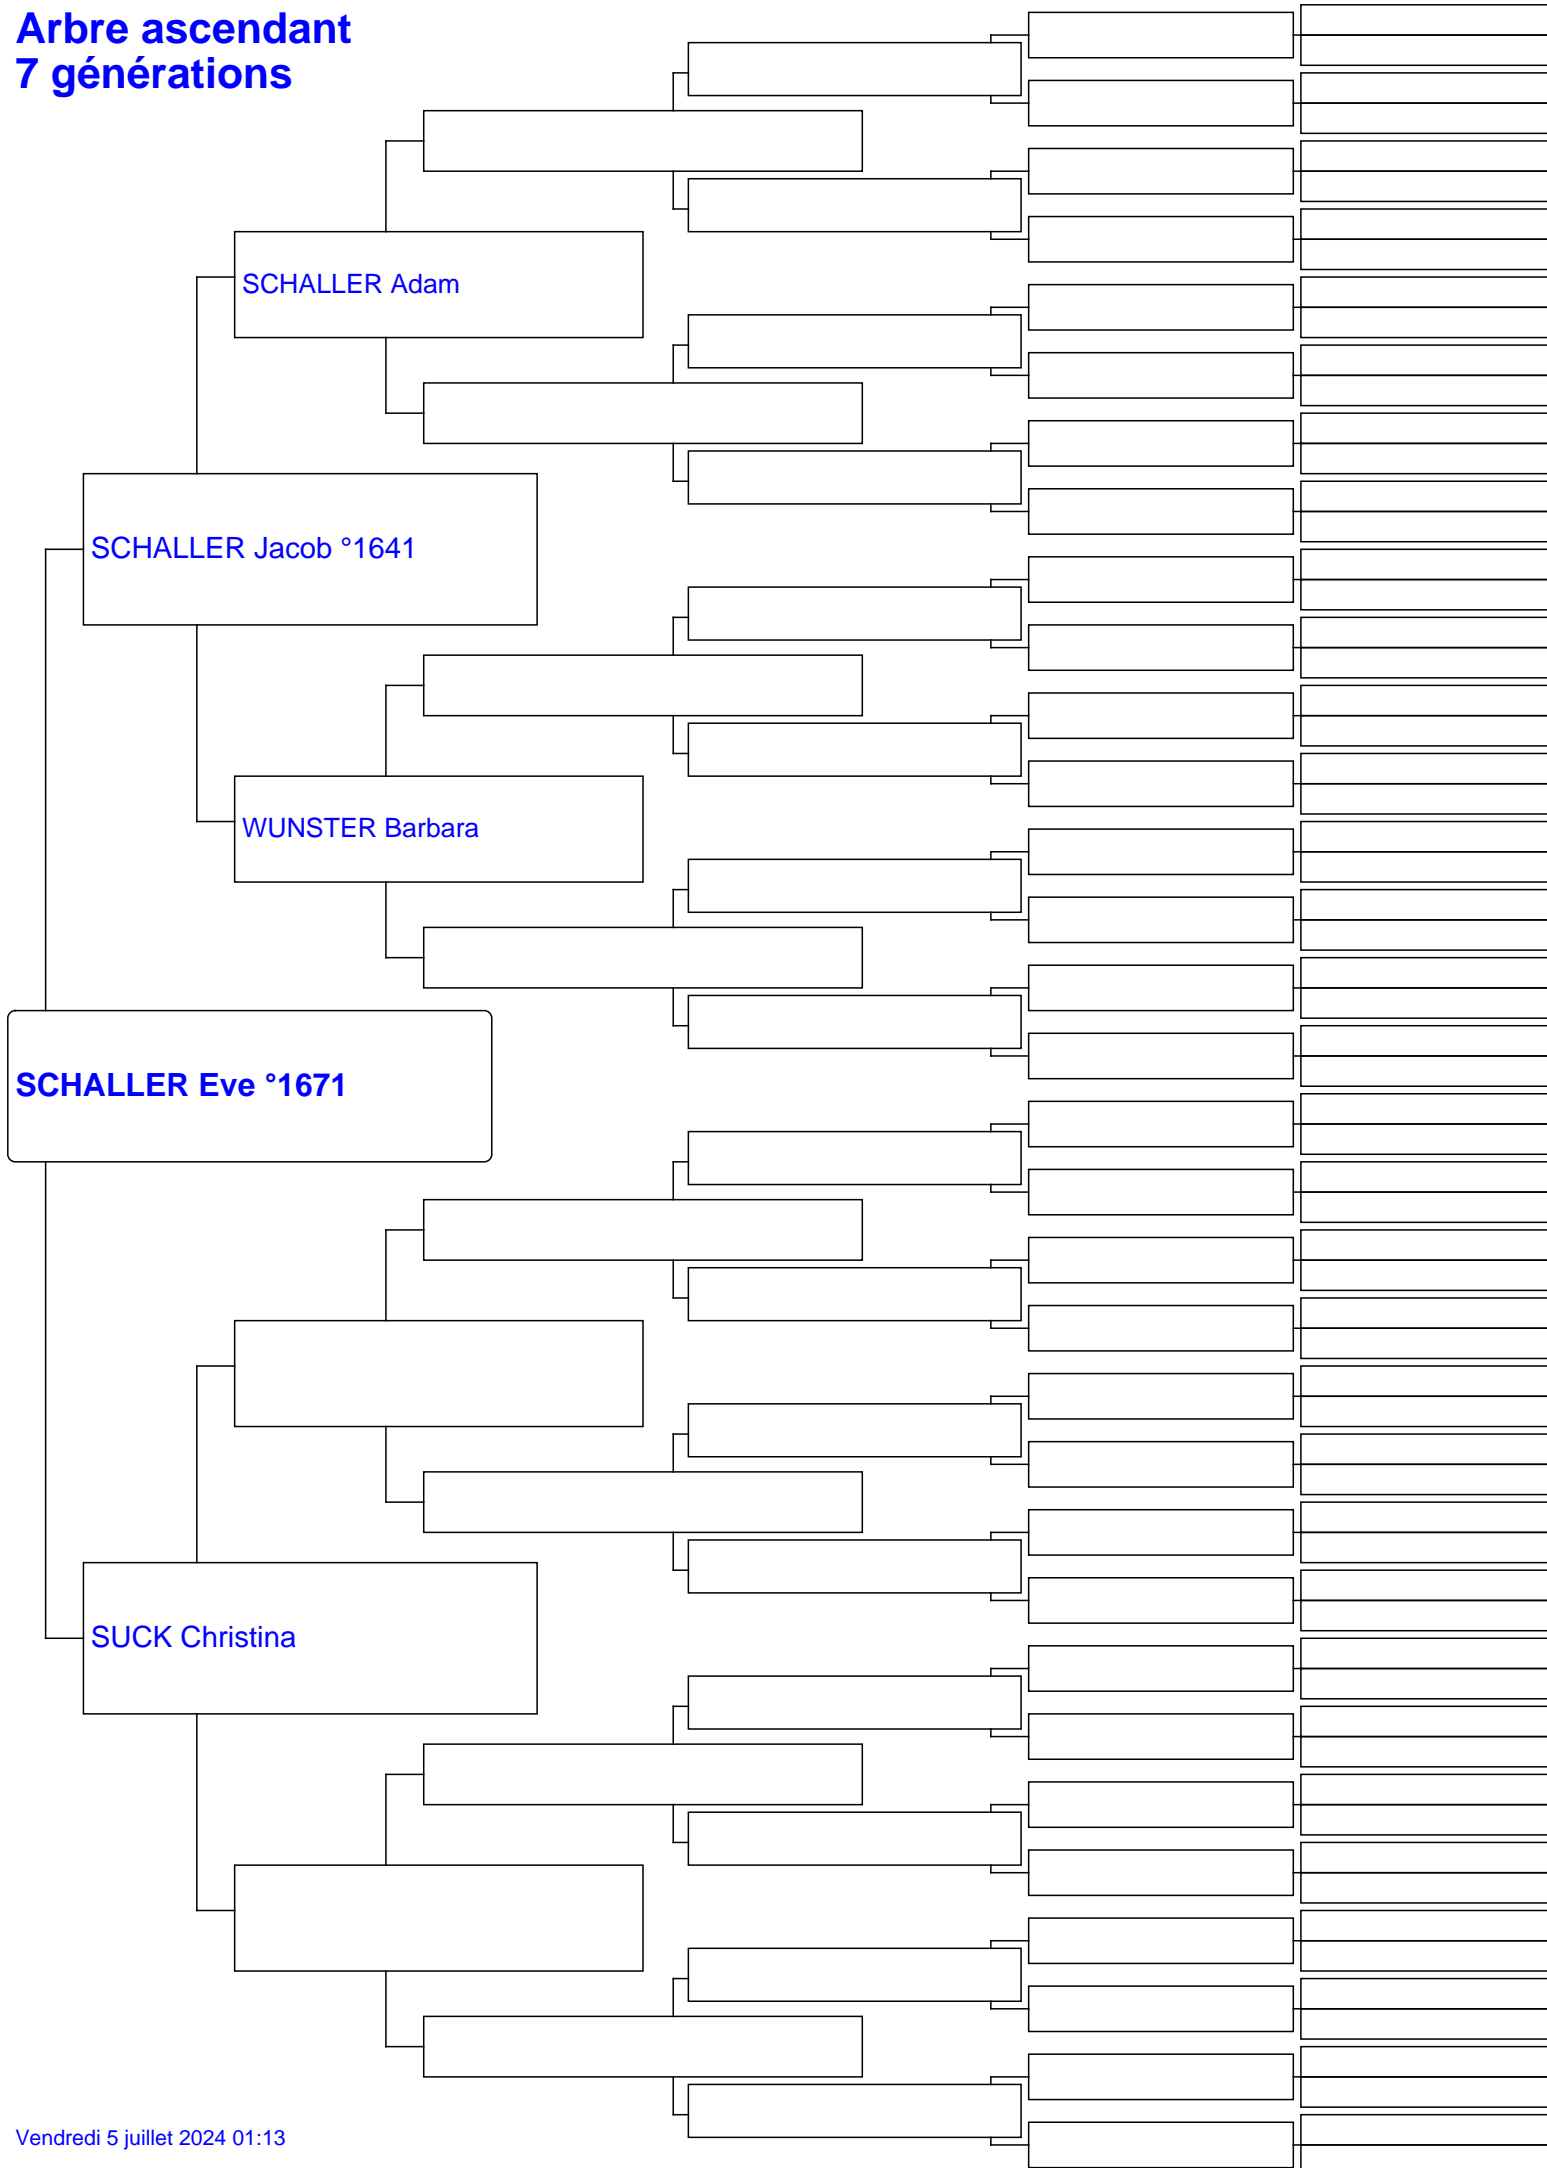 Arbre ascendant
7 générations
SCHALLER Adam
SCHALLER Jacob °1641
WUNSTER Barbara
SCHALLER Eve °1671
SUCK Christina
Vendredi 5 juillet 2024 01:13